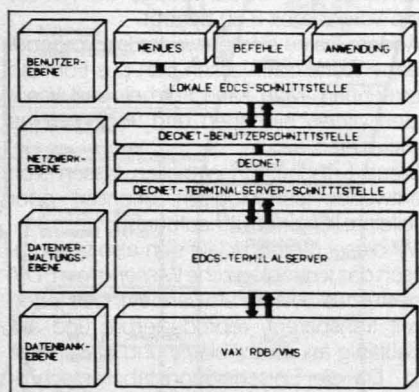 BENUTZER-
EBENE
MENUES
BEFEHLE
ANWENDUNG
LOKALE EDCS-SCHNITTSTELLE
NETZWERK-
EBENE
DECNET-BENUTZERSCHNITTSTELLE
DECNET
DECNET-TERMINALSERVER-SCHNITTSTELLE
DATENVER-
WALTUNGS-
EBENE
EDCS-TERMILALSERVER
DATENBANK-
EBENE
VAX RDB/VMS